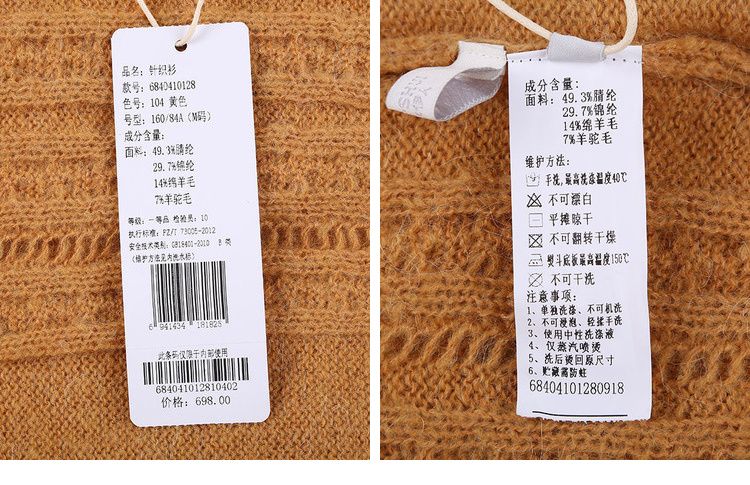 品名：针织衫
款号：6840410128
色号：104 黄色
号型：160/84A（M码）
成分含量：
面料：49.3%腈纶
29.7%锦纶
14%绵羊毛
7%羊驼毛
等级：一等品 检验员：10
执行标准：FZ/T 73005-2012
安全技术类别：GB18401-2010 B 类
（维护方法见内洗水标）
6 941434 181825
此条码仅限于内部使用
684041012810402
价格：698.00
成分含量：
面料：49.3%腈纶
29.7%锦纶
14%绵羊毛
7%羊驼毛
维护方法：
手洗，最高洗涤温度40℃
不可漂白
平摊晾干
不可翻转干燥
熨斗底板最高温度150℃
不可干洗
注意事项：
1、单独洗涤、不可机洗
2、不可浸泡、轻揉手洗
3、使用中性洗涤液
4、仅蒸汽喷烫
5、洗后烫回原尺寸
6、贮藏需防蛀
68404101280918